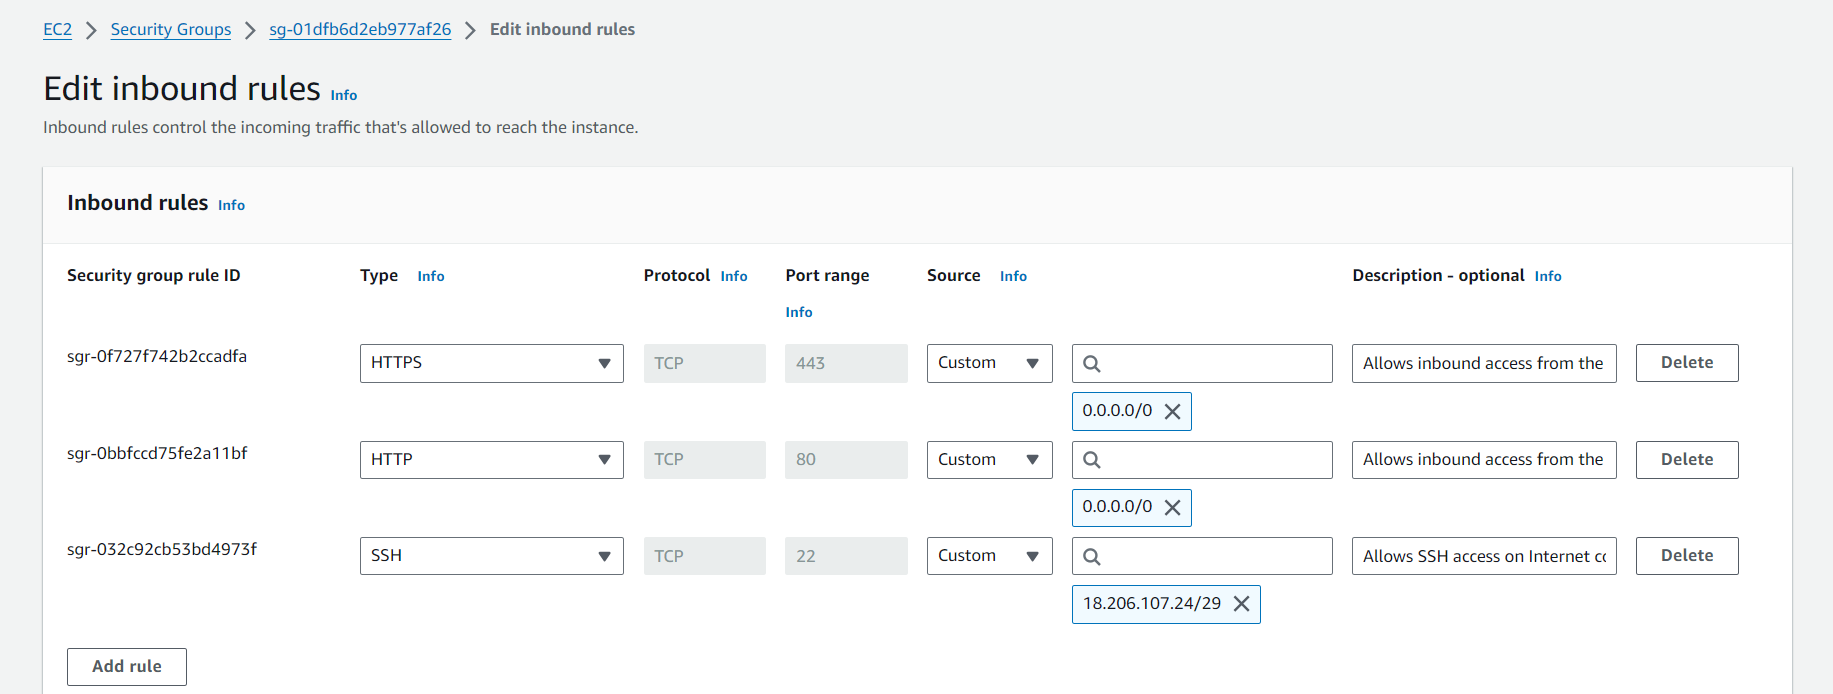 EC2 > Security Groups > sg-01dfb6d2eb977af26 > Edit inbound rules
Edit inbound rules Info
Inbound rules control the incoming traffic that's allowed to reach the instance.
Inbound rules Info
Security group rule ID Type Info Protocol Info Port range Info Source Info Description - optional Info
sgr-0f727f742b2ccadfa HTTPS TCP 443 Custom Allows inbound access from the Delete
0.0.0.0/0
sgr-0bbfccd75fe2a11bf HTTP TCP 80 Custom Allows inbound access from the Delete
0.0.0.0/0
sgr-032c92cb53bd4973f SSH TCP 22 Custom Allows SSH access on Internet cc Delete
18.206.107.24/29
Add rule